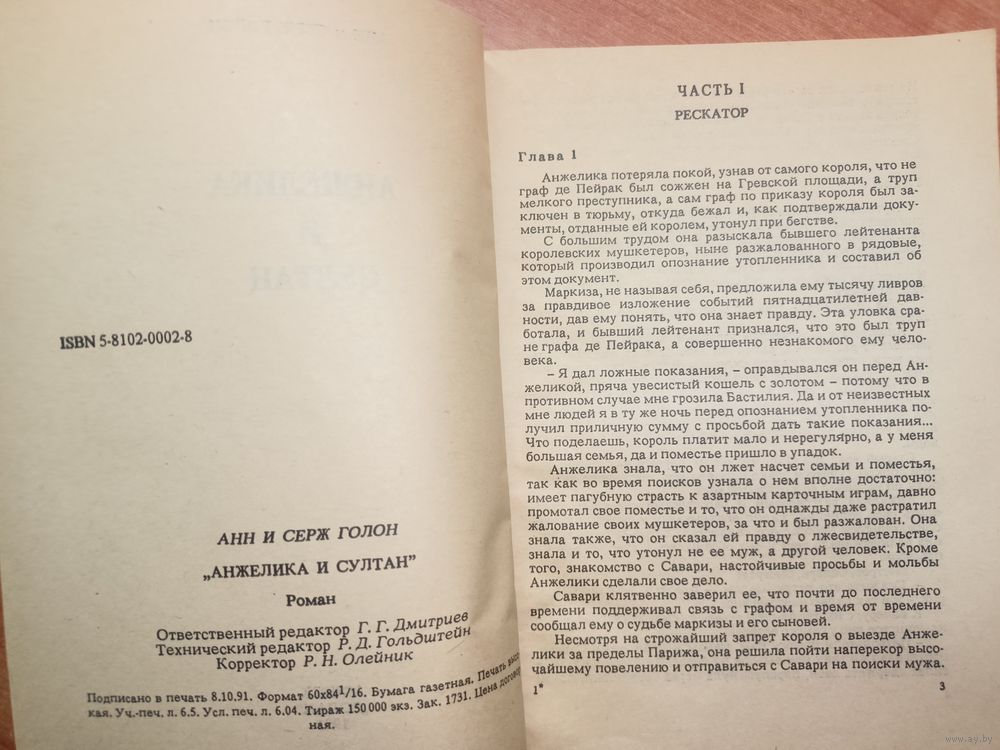 ISBN 5-8102-0002-8
АНН И СЕРЖ ГОЛОН
„АНЖЕЛИКА И СУЛТАН”
Роман
Ответственный редактор Г. Г. Дмитриев
Технический редактор Р. Д. Гольдштейн
Корректор Р. Н. Олейник
Подписано в печать 8.10.91. Формат 60х84 1/16. Бумага газетная. Печать высо-
кая. Уч.-печ. л. 6.5. Усл. печ. л. 6.04. Тираж 150 000 экз. Зак. 1731. Цена договор-
ная.
ЧАСТЬ I
РЕСКАТОР
Глава 1
Анжелика потеряла покой, узнав от самого короля, что не
граф де Пейрак был сожжен на Гревской площади, а труп
мелкого преступника, а сам граф по приказу короля был за-
ключен в тюрьму, откуда бежал и, как подтверждали доку-
менты, отданные ей королем, утонул при бегстве.
С большим трудом она разыскала бывшего лейтенанта
королевских мушкетеров, ныне разжалованного в рядовые,
который производил опознание утопленника и составил об
этом документ.
Маркиза, не называя себя, предложила ему тысячу ливров
за правдивое изложение событий пятнадцатилетней дав-
ности, дав ему понять, что она знает правду. Эта уловка сра-
ботала, и бывший лейтенант признался, что это был труп
не графа де Пейрака, а совершенно незнакомого ему чело-
века.
– Я дал ложные показания, – оправдывался он перед Ан-
желикой, пряча увесистый кошель с золотом – потому что в
противном случае мне грозила Бастилия. Да и от неизвестных
мне людей я в ту же ночь перед опознанием утопленника по-
лучил приличную сумму с просьбой дать такие показания...
Что поделаешь, король платит мало и нерегулярно, а у меня
большая семья, да и поместье пришло в упадок.
Анжелика знала, что он лжет насчет семьи и поместья,
так как во время поисков узнала о нем вполне достаточно:
имеет пагубную страсть к азартным карточным играм, давно
промотал свое поместье и то, что он однажды даже растратил
жалование своих мушкетеров, за что и был разжалован. Она
знала также, что он сказал ей правду о лжесвидетельстве,
знала и то, что утонул не ее муж, а другой человек. Кроме
того, знакомство с Савари, настойчивые просьбы и мольбы
Анжелики сделали свое дело.
Савари клятвенно заверил ее, что почти до последнего
времени поддерживал связь с графом и время от времени
сообщал ему о судьбе маркизы и его сыновей.
Несмотря на строжайший запрет короля о выезде Анже-
лики за пределы Парижа, она решила пойти наперекор высо-
чайшему повелению и отправиться с Савари на поиски мужа.
1*
3
www.ay.by